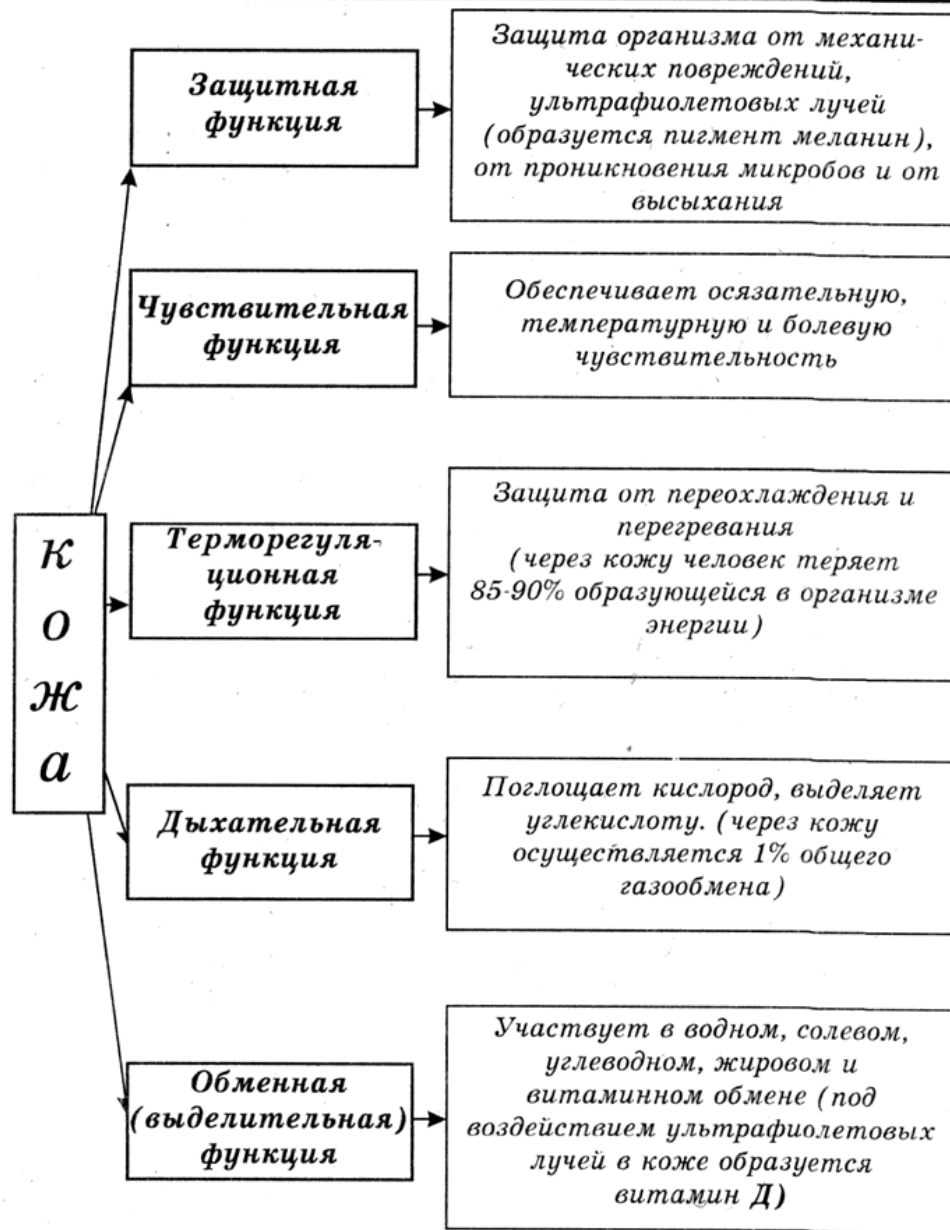 Защитная
функция
Защита организма от механи-
ческих повреждений,
ультрафиолетовых лучей
(образуется пигмент меланин),
от проникновения микробов и от
высыхания
Чувствительная
функция
Обеспечивает осязательную,
температурную и болевую
чувствительность
К
О
Ж
а
Терморегуля-
ционная
функция
Защита от переохлаждения и
перегревания
(через кожу человек теряет
85-90% образующейся в организме
энергии)
Дыхательная
функция
Поглощает кислород, выделяет
углекислоту. (через кожу
осуществляется 1% общего
газообмена)
Обменная
(выделительная)
функция
Участвует в водном, солевом,
углеводном, жировом и
витаминном обмене (под
воздействием ультрафиолетовых
лучей в коже образуется
витамин Д)